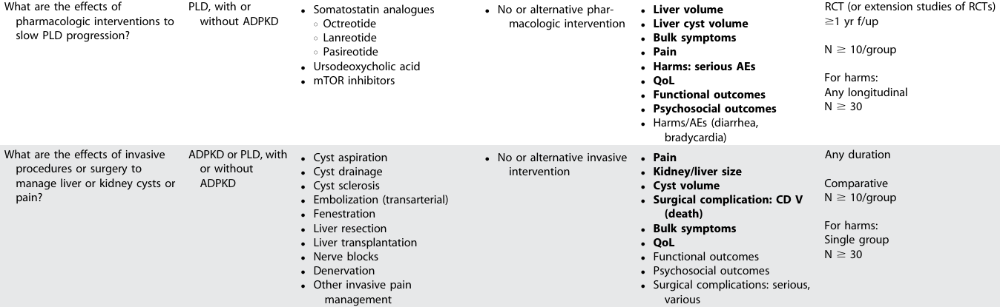 What are the effects of
pharmacologic interventions to
slow PLD progression?
PLD, with or
without ADPKD
• Somatostatin analogues
○ Octreotide
○ Lanreotide
○ Pasireotide
• Ursodeoxycholic acid
• mTOR inhibitors
• No or alternative phar-
macologic intervention
• Liver volume
• Liver cyst volume
• Bulk symptoms
• Pain
• Harms: serious AEs
• QoL
• Functional outcomes
• Psychosocial outcomes
• Harms/AEs (diarrhea,
bradycardia)
RCT (or extension studies of RCTs)
≥1 yr f/up
N ≥ 10/group
For harms:
Any longitudinal
N ≥ 30
What are the effects of invasive
procedures or surgery to
manage liver or kidney cysts or
pain?
ADPKD or PLD, with
or without
ADPKD
• Cyst aspiration
• Cyst drainage
• Cyst sclerosis
• Embolization (transarterial)
• Fenestration
• Liver resection
• Liver transplantation
• Nerve blocks
• Denervation
• Other invasive pain
management
• No or alternative invasive
intervention
• Pain
• Kidney/liver size
• Cyst volume
• Surgical complication: CD V
(death)
• Bulk symptoms
• QoL
• Functional outcomes
• Psychosocial outcomes
• Surgical complications: serious,
various
Any duration
Comparative
N ≥ 10/group
For harms:
Single group
N ≥ 30